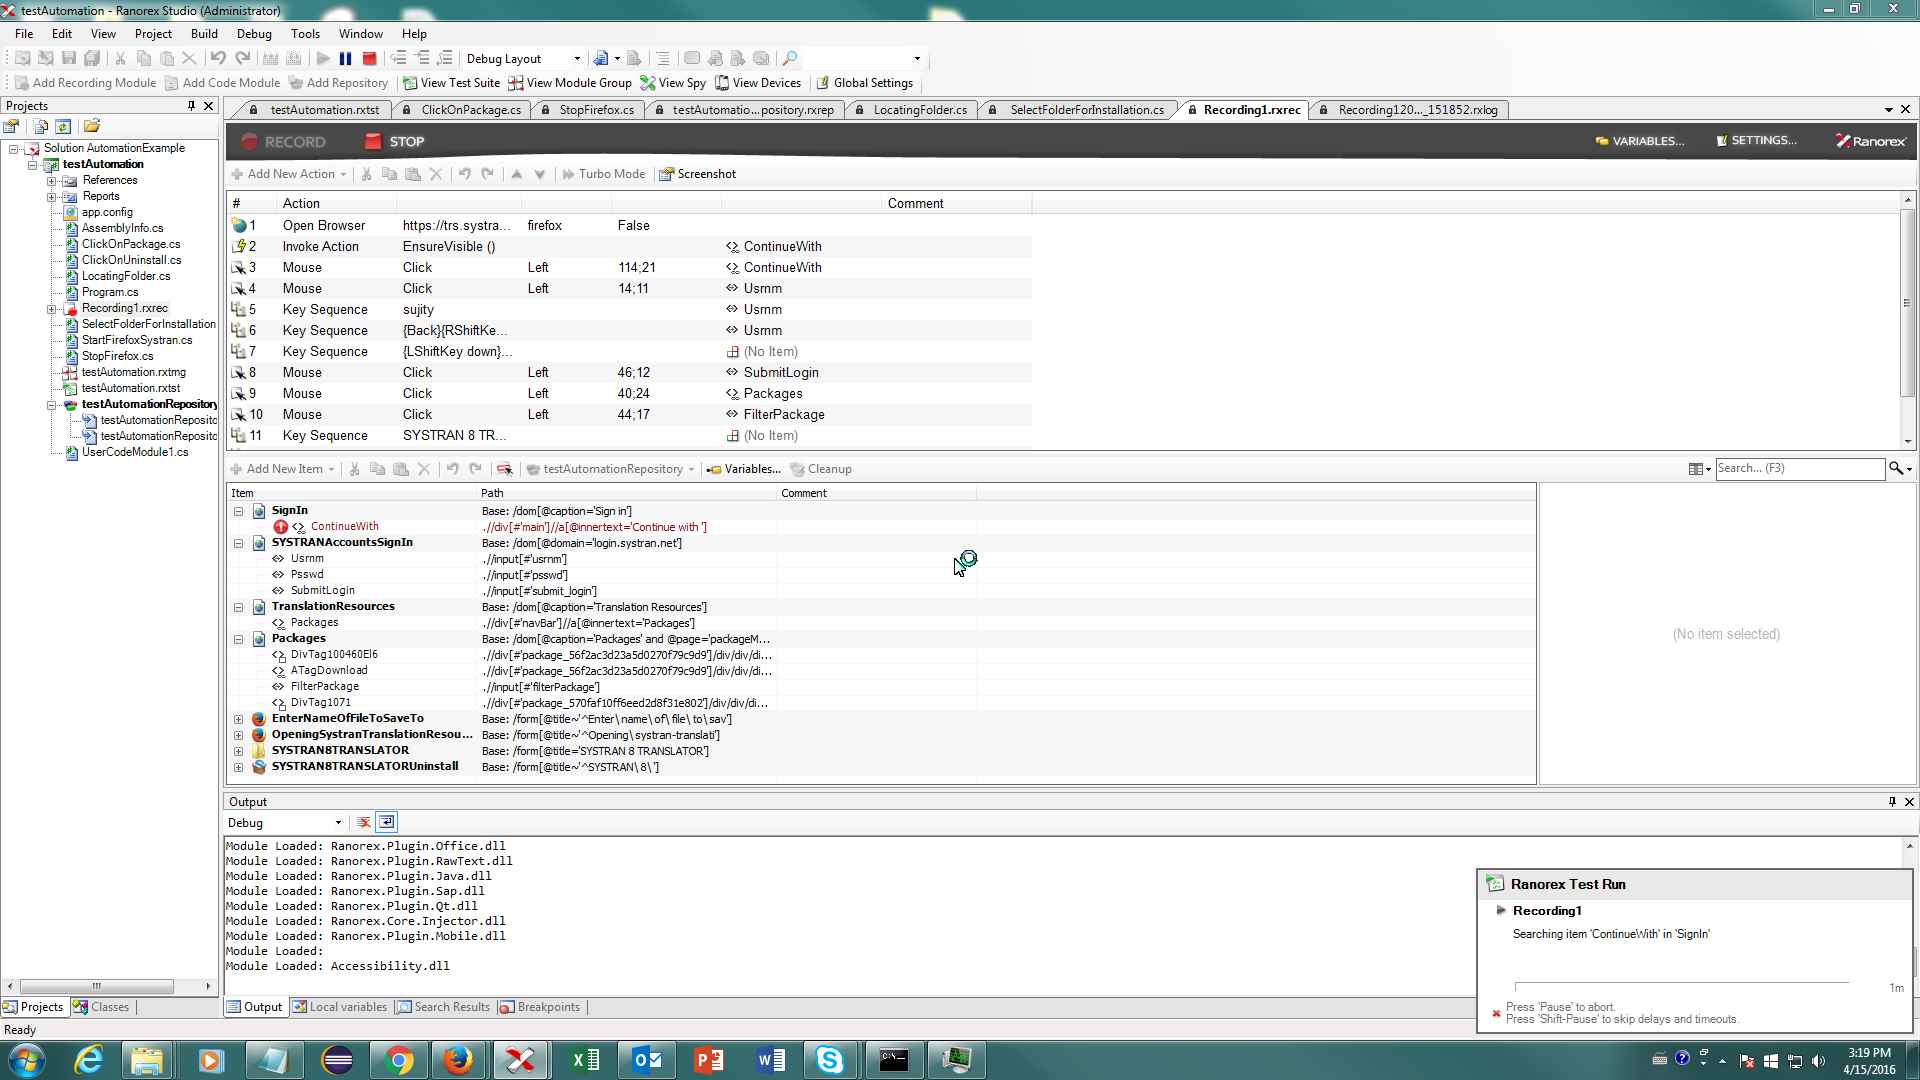 testAutomation - Ranorex Studio (Administrator)
File Edit View Project Build Debug Tools Window Help
Debug Layout
Add Recording Module Add Code Module Add Repository View Test Suite View Module Group View Spy View Devices Global Settings
Projects
testAutomation.rxtst ClickOnPackage.cs StopFirefox.cs testAutomatio...pository.rxrep LocatingFolder.cs SelectFolderForInstallation.cs Recording1.rxrec Recording120..._151852.rxlog
RECORD STOP VARIABLES... SETTINGS... Ranorex
Add New Action Turbo Mode Screenshot
# Action Comment
1 Open Browser https://trs.systra... firefox False
2 Invoke Action EnsureVisible () ContinueWith
3 Mouse Click Left 114;21 ContinueWith
4 Mouse Click Left 14;11 Usrnm
5 Key Sequence sujity Usrnm
6 Key Sequence {Back}{RShiftKe... Usrnm
7 Key Sequence {LShiftKey down}... (No Item)
8 Mouse Click Left 46;12 SubmitLogin
9 Mouse Click Left 40;24 Packages
10 Mouse Click Left 44;17 FilterPackage
11 Key Sequence SYSTRAN 8 TR... (No Item)
Solution AutomationExample
testAutomation
References
Reports
app.config
AssemblyInfo.cs
ClickOnPackage.cs
ClickOnUninstall.cs
LocatingFolder.cs
Program.cs
Recording1.rxrec
SelectFolderForInstallation
StartFirefoxSystran.cs
StopFirefox.cs
testAutomation.rxtmg
testAutomation.rxtst
testAutomationRepository
testAutomationReposito
testAutomationReposito
UserCodeModule1.cs
Add New Item testAutomationRepository Variables... Cleanup Search... (F3)
Item Path Comment
SignIn Base: /dom[@caption='Sign in']
ContinueWith .//div[#'main']//a[@innertext='Continue with ']
SYSTRANAccountsSignIn Base: /dom[@domain='login.systran.net']
Usrnm .//input[#'usrnm']
Psswd .//input[#'psswd']
SubmitLogin .//input[#'submit_login']
TranslationResources Base: /dom[@caption='Translation Resources']
Packages .//div[#'navBar']//a[@innertext='Packages']
Packages Base: /dom[@caption='Packages' and @page='packageM...
DivTag100460El6 .//div[#'package_56f2ac3d23a5d0270f79c9d9']/div/div/di...
ATagDownload .//div[#'package_56f2ac3d23a5d0270f79c9d9']/div/div/di...
FilterPackage .//input[#'filterPackage']
DivTag1071 .//div[#'package_570faf10ff6eed2d8f31e802']/div/div/di...
EnterNameOfFileToSaveTo Base: /form[@title~'^Enter\ name\ of\ file\ to\ sav']
OpeningSystranTranslationResou... Base: /form[@title~'^Opening\ systran-translati']
SYSTRAN8TRANSLATOR Base: /form[@title='SYSTRAN 8 TRANSLATOR']
SYSTRAN8TRANSLATORUninstall Base: /form[@title~'^SYSTRAN\ 8\ ']
(No item selected)
Output
Debug
Module Loaded: Ranorex.Plugin.Office.dll
Module Loaded: Ranorex.Plugin.RawText.dll
Module Loaded: Ranorex.Plugin.Java.dll
Module Loaded: Ranorex.Plugin.Sap.dll
Module Loaded: Ranorex.Plugin.Qt.dll
Module Loaded: Ranorex.Core.Injector.dll
Module Loaded: Ranorex.Plugin.Mobile.dll
Module Loaded:
Module Loaded: Accessibility.dll
Ranorex Test Run
Recording1
Searching item 'ContinueWith' in 'SignIn'
1m
Press 'Pause' to abort.
Press 'Shift-Pause' to skip delays and timeouts.
Projects Classes
Output Local variables Search Results Breakpoints
Ready
3:19 PM
4/15/2016